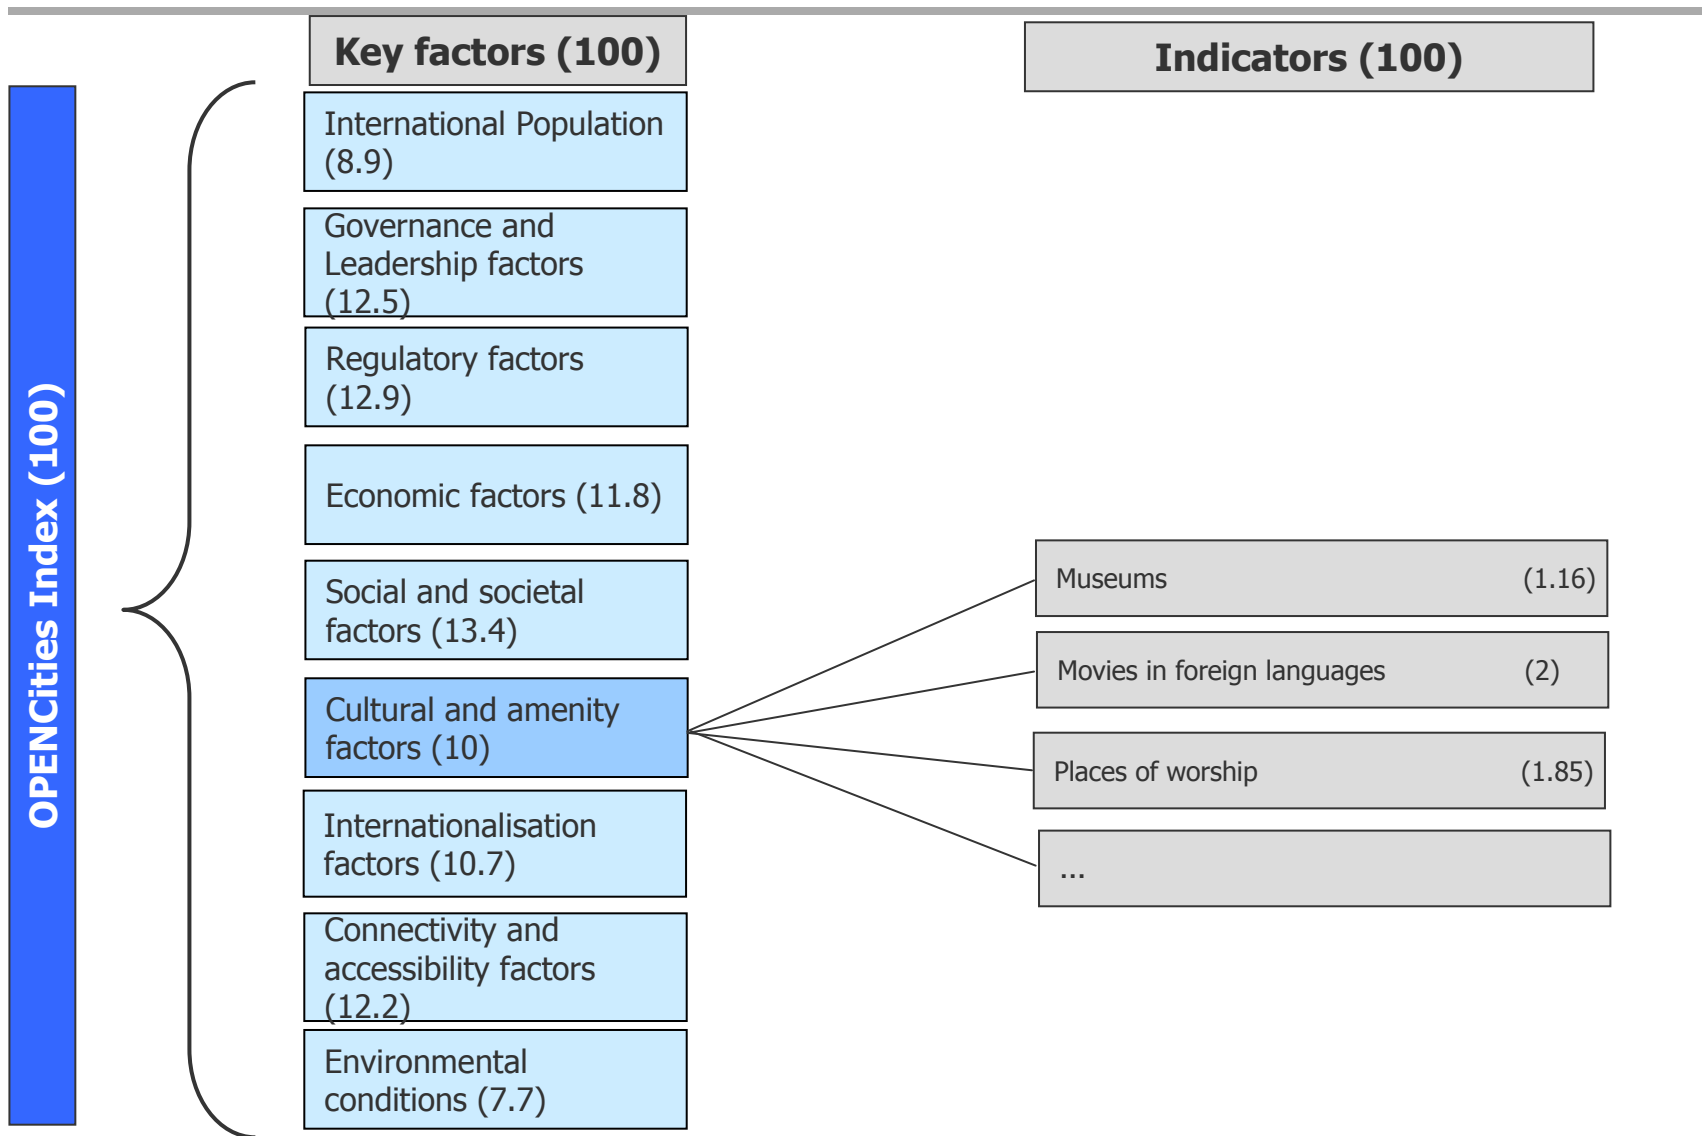 Key factors (100)
Indicators (100)
OPENCities Index (100)
International Population
(8.9)
Governance and
Leadership factors
(12.5)
Regulatory factors
(12.9)
Economic factors (11.8)
Social and societal
factors (13.4)
Cultural and amenity
factors (10)
Internationalisation
factors (10.7)
Connectivity and
accessibility factors
(12.2)
Environmental
conditions (7.7)
Museums (1.16)
Movies in foreign languages (2)
Places of worship (1.85)
...